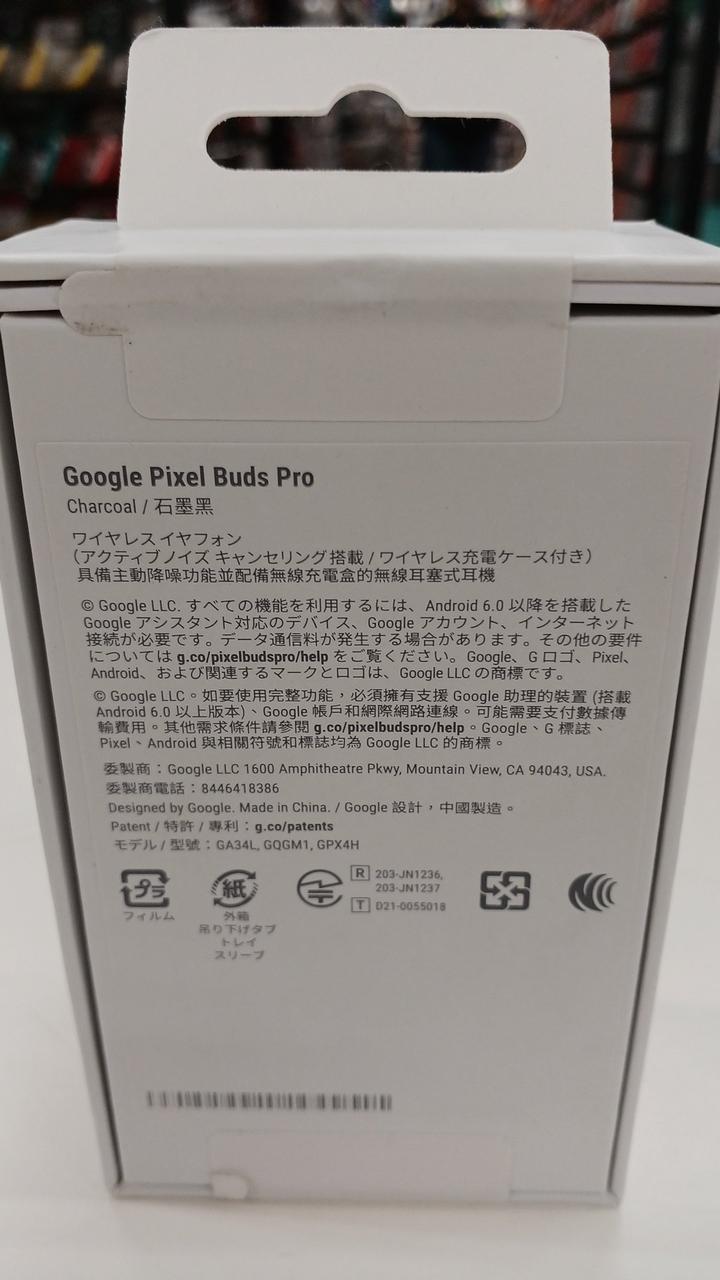 Google Pixel Buds Pro
Charcoal / 石墨黑
ワイヤレス イヤフォン
（アクティブノイズ キャンセリング搭載 / ワイヤレス充電ケース付き）
具備主動降噪功能並配備無線充電盒的無線耳塞式耳機
© Google LLC. すべての機能を利用するには、Android 6.0 以降を搭載した
Google アシスタント対応のデバイス、Google アカウント、インターネット
接続が必要です。データ通信料が発生する場合があります。その他の要件
については g.co/pixelbudspro/help をご覧ください。Google、G ロゴ、Pixel、
Android、および関連するマークとロゴは、Google LLC の商標です。
© Google LLC。如要使用完整功能，必須擁有支援 Google 助理的裝置 (搭載
Android 6.0 以上版本)、Google 帳戶和網際網路連線。可能需要支付數據傳
輸費用。其他需求條件請參閱 g.co/pixelbudspro/help。Google、G 標誌、
Pixel、Android 與相關符號和標誌均為 Google LLC 的商標。
委製商：Google LLC 1600 Amphitheatre Pkwy, Mountain View, CA 94043, USA.
委製商電話：8446418386
Designed by Google. Made in China. / Google 設計，中國製造。
Patent / 特許 / 專利：g.co/patents
モデル / 型號：GA34L, GQGM1, GPX4H
プラ
フィルム
紙
外箱
吊り下げタブ
トレイ
スリーブ
R 203-JN1236,
203-JN1237
T D21-0055018